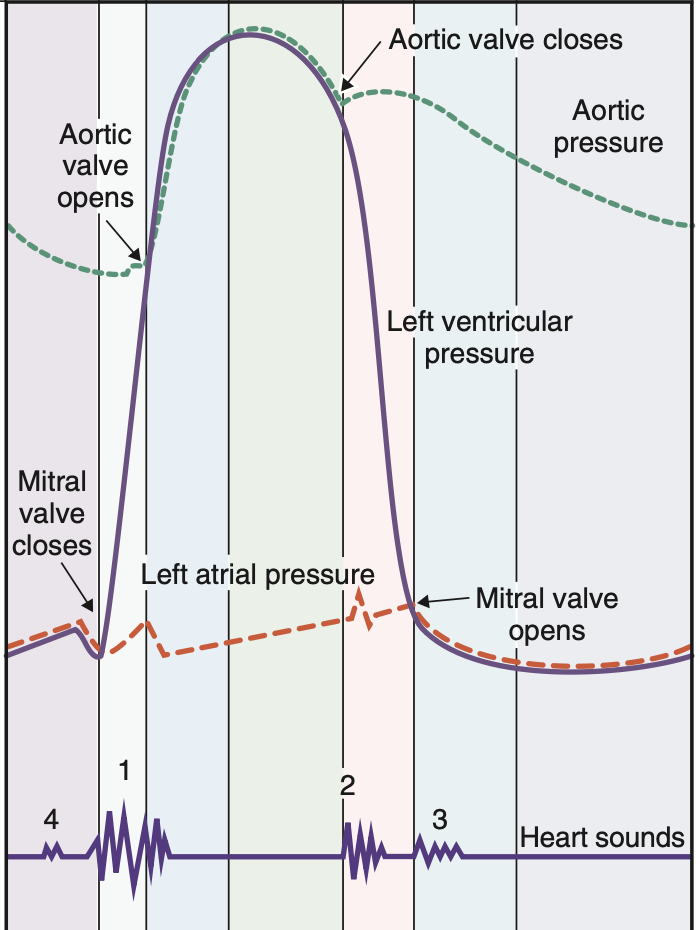 Aortic valve closes
Aortic
pressure
Aortic
valve
opens
Left ventricular
pressure
Mitral
valve
closes
Left atrial pressure
Mitral valve
opens
1
2
4
3
Heart sounds